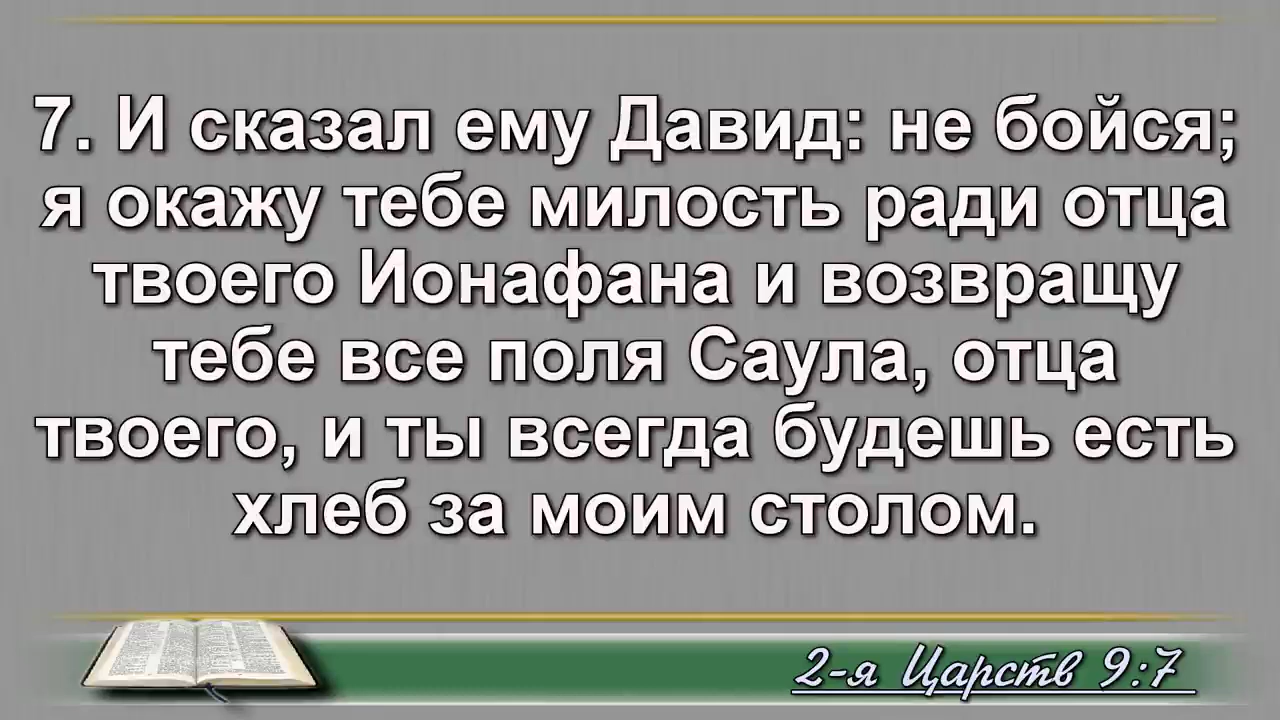 7. И сказал ему Давид: не бойся;
я окажу тебе милость ради отца
твоего Ионафана и возвращу
тебе все поля Саула, отца
твоего, и ты всегда будешь есть
хлеб за моим столом.
2-я Царств 9:7